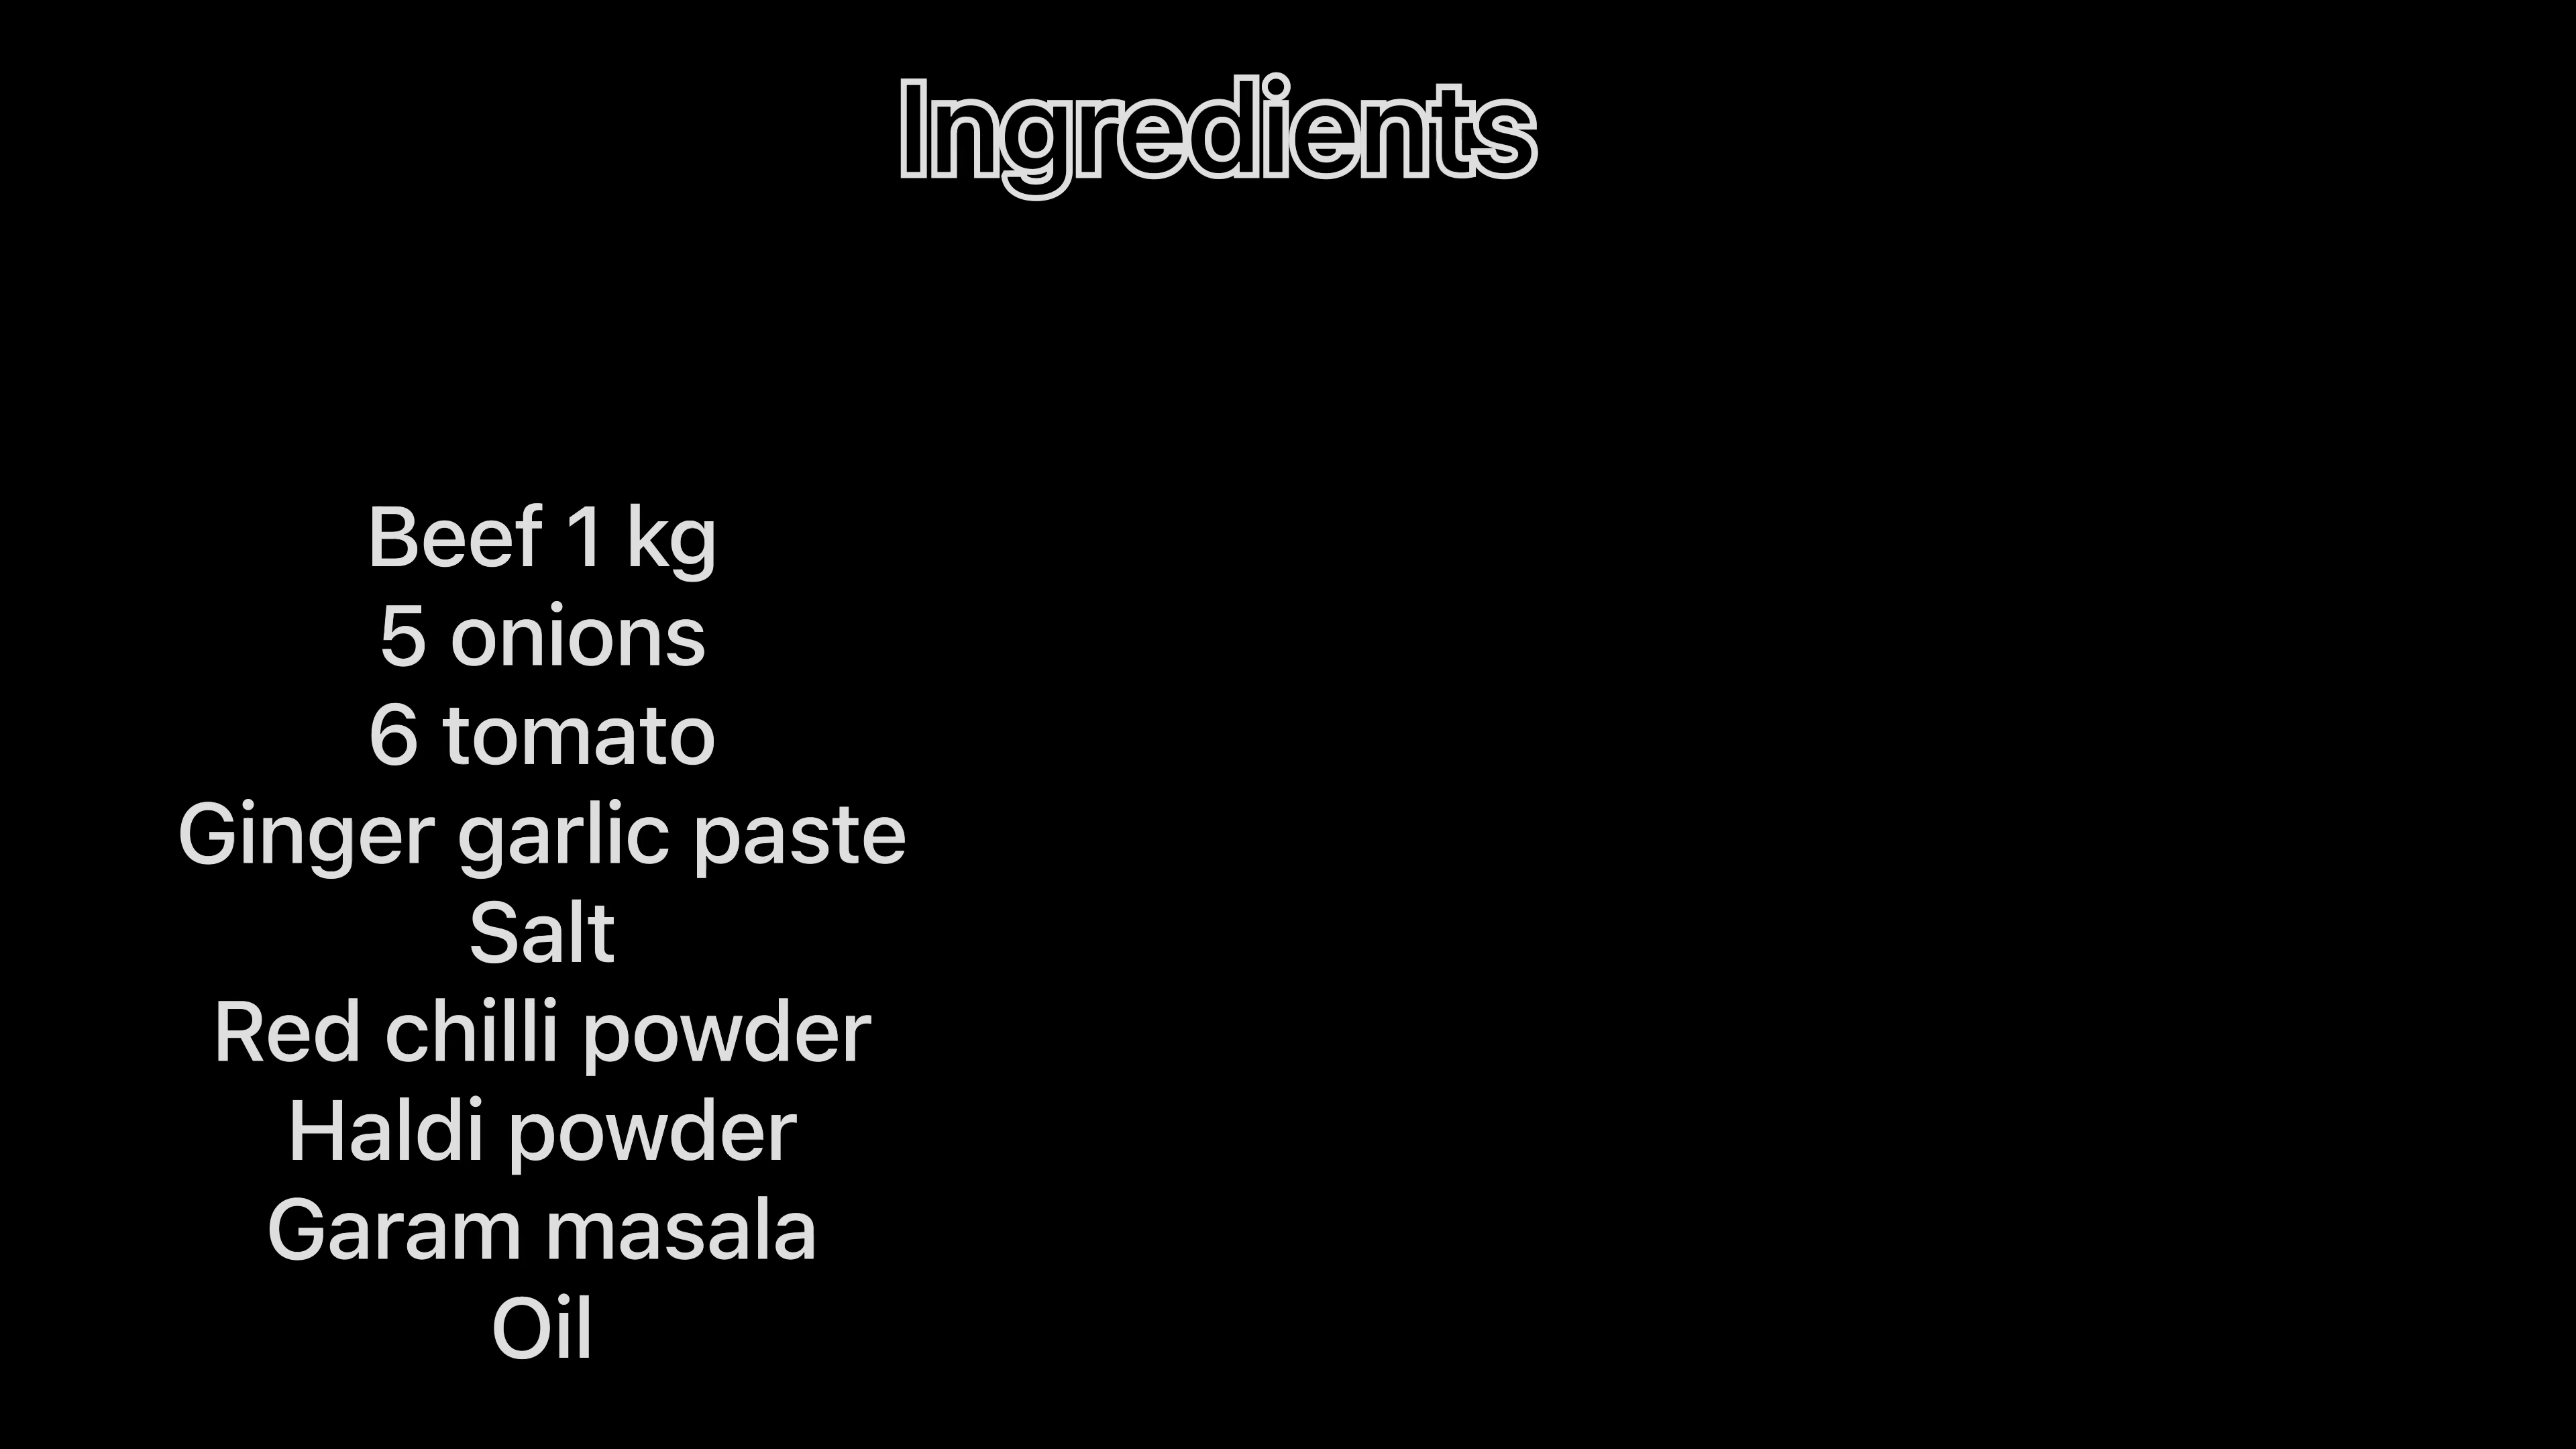 Ingredients
Beef 1 kg
5 onions
6 tomato
Ginger garlic paste
Salt
Red chilli powder
Haldi powder
Garam masala
Oil